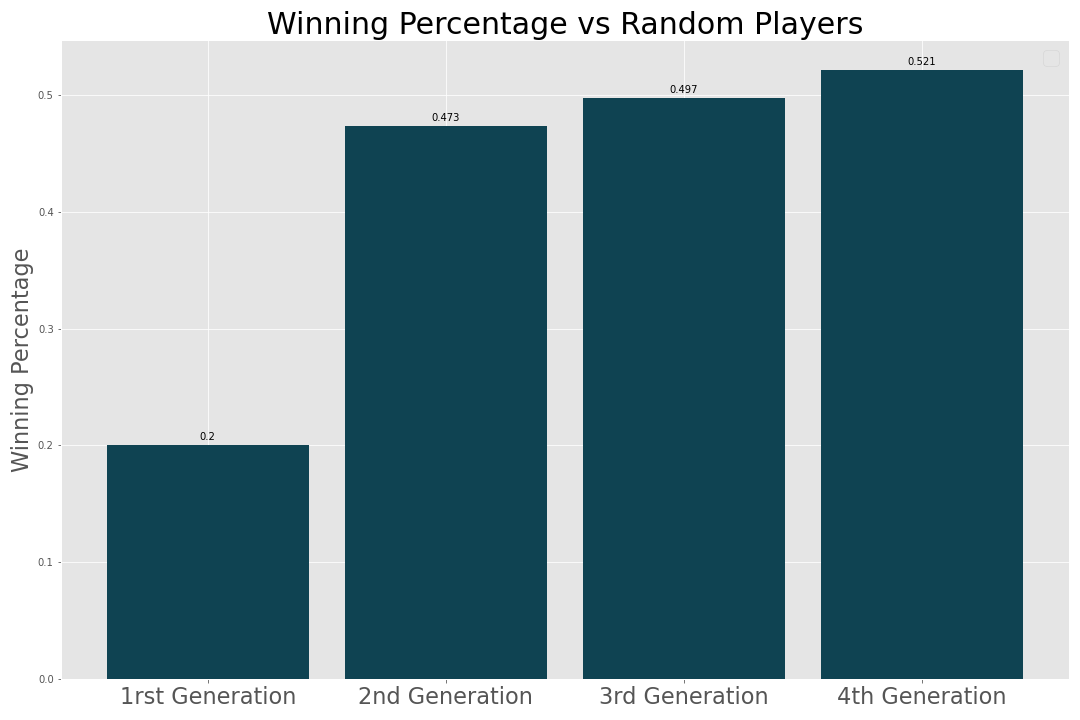 Winning Percentage vs Random Players
Winning Percentage
0.5
0.4
0.3
0.2
0.1
0.0
0.2
0.473
0.497
0.521
1rst Generation
2nd Generation
3rd Generation
4th Generation